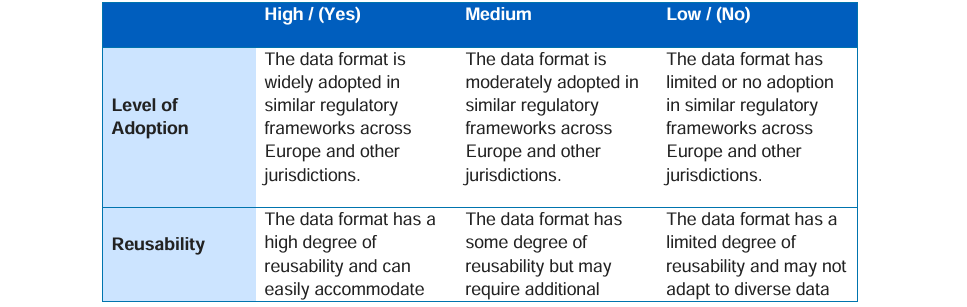 High / (Yes) Medium Low / (No)
Level of
Adoption
The data format is
widely adopted in
similar regulatory
frameworks across
Europe and other
jurisdictions.
The data format is
moderately adopted in
similar regulatory
frameworks across
Europe and other
jurisdictions.
The data format has
limited or no adoption
in similar regulatory
frameworks across
Europe and other
jurisdictions.
Reusability
The data format has a
high degree of
reusability and can
easily accommodate
The data format has
some degree of
reusability but may
require additional
The data format has a
limited degree of
reusability and may not
adapt to diverse data